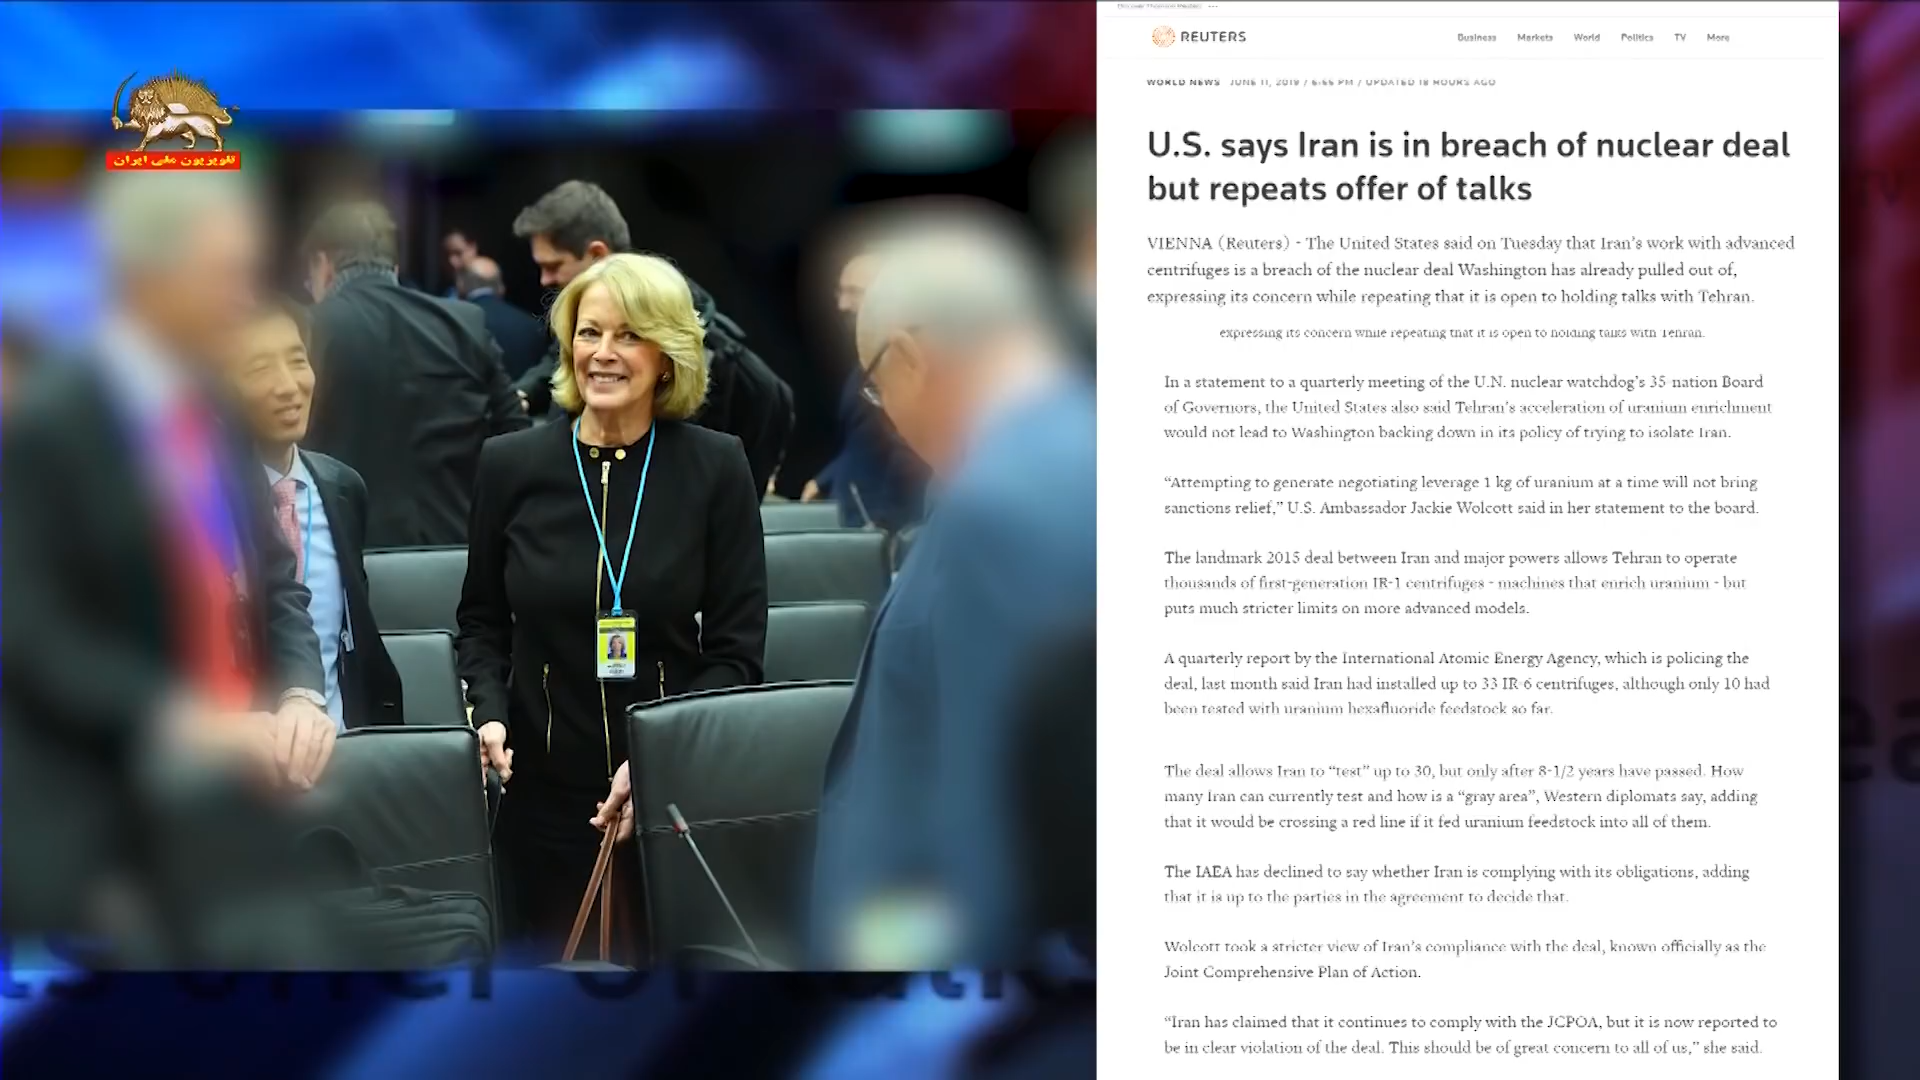 تلویزیون ملی ایران
REUTERS
Business Markets World Politics TV More
WORLD NEWS JUNE 11, 2019 / 6:55 PM / UPDATED 18 HOURS AGO
U.S. says Iran is in breach of nuclear deal
but repeats offer of talks
VIENNA (Reuters) - The United States said on Tuesday that Iran’s work with advanced
centrifuges is a breach of the nuclear deal Washington has already pulled out of,
expressing its concern while repeating that it is open to holding talks with Tehran.
expressing its concern while repeating that it is open to holding talks with Tehran.
In a statement to a quarterly meeting of the U.N. nuclear watchdog’s 35-nation Board
of Governors, the United States also said Tehran’s acceleration of uranium enrichment
would not lead to Washington backing down in its policy of trying to isolate Iran.
“Attempting to generate negotiating leverage 1 kg of uranium at a time will not bring
sanctions relief,” U.S. Ambassador Jackie Wolcott said in her statement to the board.
The landmark 2015 deal between Iran and major powers allows Tehran to operate
thousands of first-generation IR-1 centrifuges - machines that enrich uranium - but
puts much stricter limits on more advanced models.
A quarterly report by the International Atomic Energy Agency, which is policing the
deal, last month said Iran had installed up to 33 IR-6 centrifuges, although only 10 had
been tested with uranium hexafluoride feedstock so far.
The deal allows Iran to “test” up to 30, but only after 8-1/2 years have passed. How
many Iran can currently test and how is a “gray area”, Western diplomats say, adding
that it would be crossing a red line if it fed uranium feedstock into all of them.
The IAEA has declined to say whether Iran is complying with its obligations, adding
that it is up to the parties in the agreement to decide that.
Wolcott took a stricter view of Iran’s compliance with the deal, known officially as the
Joint Comprehensive Plan of Action.
“Iran has claimed that it continues to comply with the JCPOA, but it is now reported to
be in clear violation of the deal. This should be of great concern to all of us,” she said.